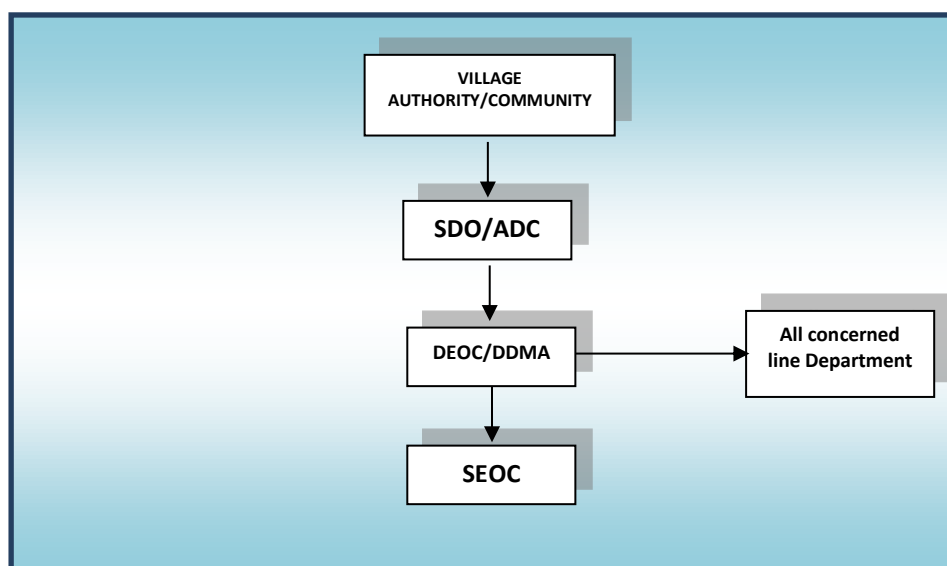 VILLAGE
AUTHORITY/COMMUNITY
SDO/ADC
DEOC/DDMA
All concerned
line Department
SEOC